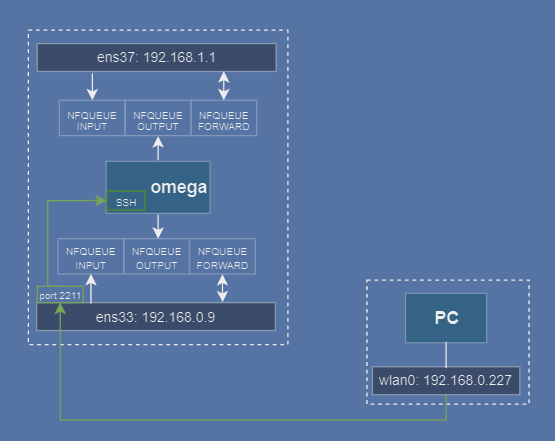 ens37: 192.168.1.1
NFQUEUE
INPUT
NFQUEUE
OUTPUT
NFQUEUE
FORWARD
omega
SSH
NFQUEUE
INPUT
NFQUEUE
OUTPUT
NFQUEUE
FORWARD
port 2211
ens33: 192.168.0.9
PC
wlan0: 192.168.0.227